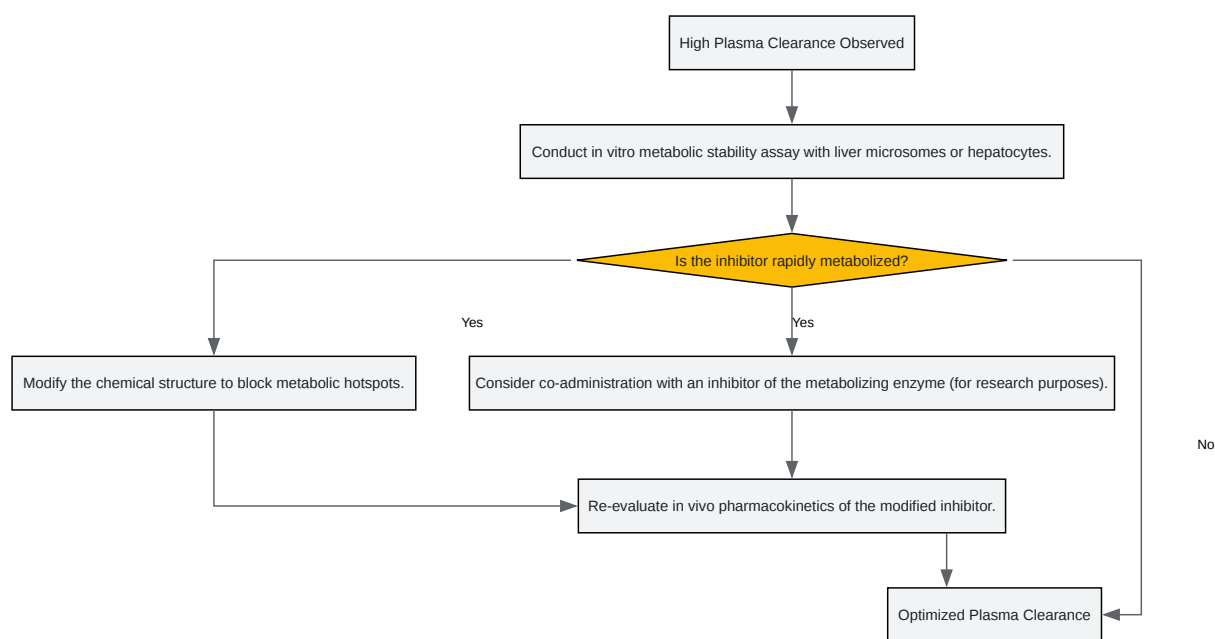 High Plasma Clearance Observed
Conduct in vitro metabolic stability assay with liver microsomes or hepatocytes.
Is the inhibitor rapidly metabolized?
Yes
Yes
Modify the chemical structure to block metabolic hotspots.
Consider co-administration with an inhibitor of the metabolizing enzyme (for research purposes).
No
Re-evaluate in vivo pharmacokinetics of the modified inhibitor.
Optimized Plasma Clearance